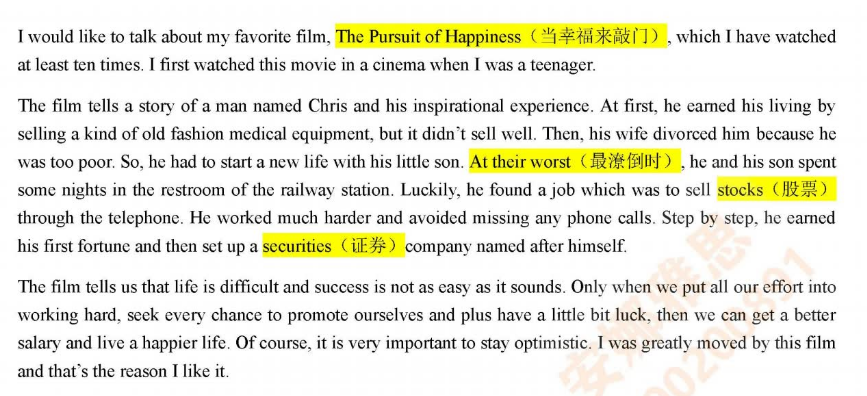 I would like to talk about my favorite film, The Pursuit of Happiness（当幸福来敲门）, which I have watched
at least ten times. I first watched this movie in a cinema when I was a teenager.
The film tells a story of a man named Chris and his inspirational experience. At first, he earned his living by
selling a kind of old fashion medical equipment, but it didn't sell well. Then, his wife divorced him because he
was too poor. So, he had to start a new life with his little son. At their worst（最潦倒时）, he and his son spent
some nights in the restroom of the railway station. Luckily, he found a job which was to sell stocks（股票）
through the telephone. He worked much harder and avoided missing any phone calls. Step by step, he earned
his first fortune and then set up a securities（证券）company named after himself.
The film tells us that life is difficult and success is not as easy as it sounds. Only when we put all our effort into
working hard, seek every chance to promote ourselves and plus have a little bit luck, then we can get a better
salary and live a happier life. Of course, it is very important to stay optimistic. I was greatly moved by this film
and that's the reason I like it.